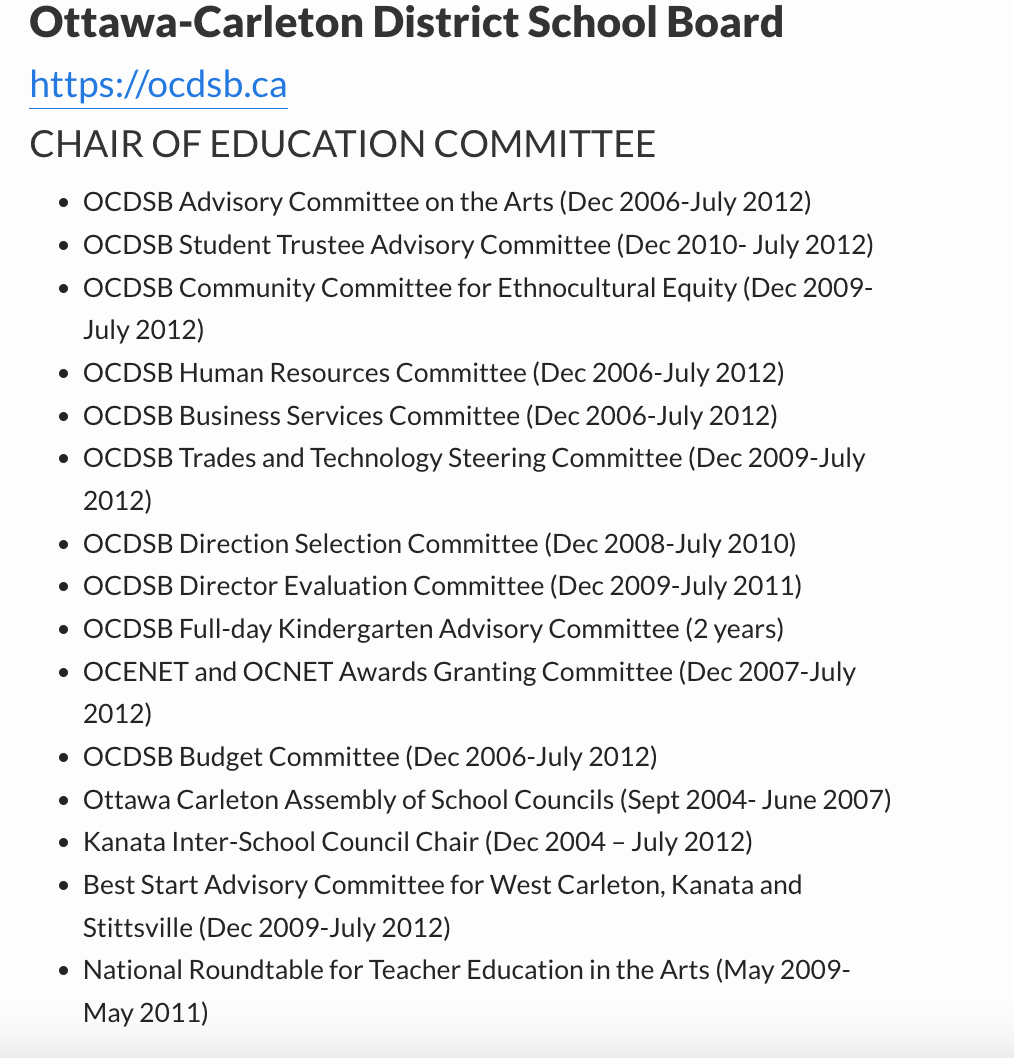 Ottawa-Carleton District School Board
https://ocdsb.ca
CHAIR OF EDUCATION COMMITTEE
• OCDSB Advisory Committee on the Arts (Dec 2006-July 2012)
• OCDSB Student Trustee Advisory Committee (Dec 2010- July 2012)
• OCDSB Community Committee for Ethnocultural Equity (Dec 2009-
July 2012)
• OCDSB Human Resources Committee (Dec 2006-July 2012)
• OCDSB Business Services Committee (Dec 2006-July 2012)
• OCDSB Trades and Technology Steering Committee (Dec 2009-July
2012)
• OCDSB Direction Selection Committee (Dec 2008-July 2010)
• OCDSB Director Evaluation Committee (Dec 2009-July 2011)
• OCDSB Full-day Kindergarten Advisory Committee (2 years)
• OCENET and OCNET Awards Granting Committee (Dec 2007-July
2012)
• OCDSB Budget Committee (Dec 2006-July 2012)
• Ottawa Carleton Assembly of School Councils (Sept 2004- June 2007)
• Kanata Inter-School Council Chair (Dec 2004 – July 2012)
• Best Start Advisory Committee for West Carleton, Kanata and
Stittsville (Dec 2009-July 2012)
• National Roundtable for Teacher Education in the Arts (May 2009-
May 2011)